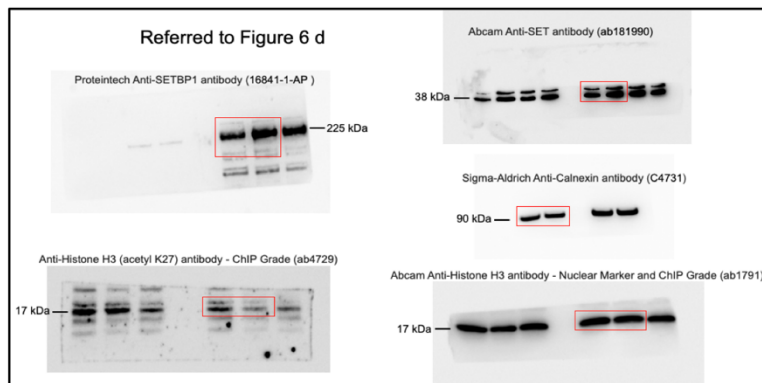 Referred to Figure 6 d
Proteintech Anti-SETBP1 antibody (16841-1-AP )
225 kDa
Anti-Histone H3 (acetyl K27) antibody - ChIP Grade (ab4729)
17 kDa
Abcam Anti-SET antibody (ab181990)
38 kDa
Sigma-Aldrich Anti-Calnexin antibody (C4731)
90 kDa
Abcam Anti-Histone H3 antibody - Nuclear Marker and ChIP Grade (ab1791)
17 kDa